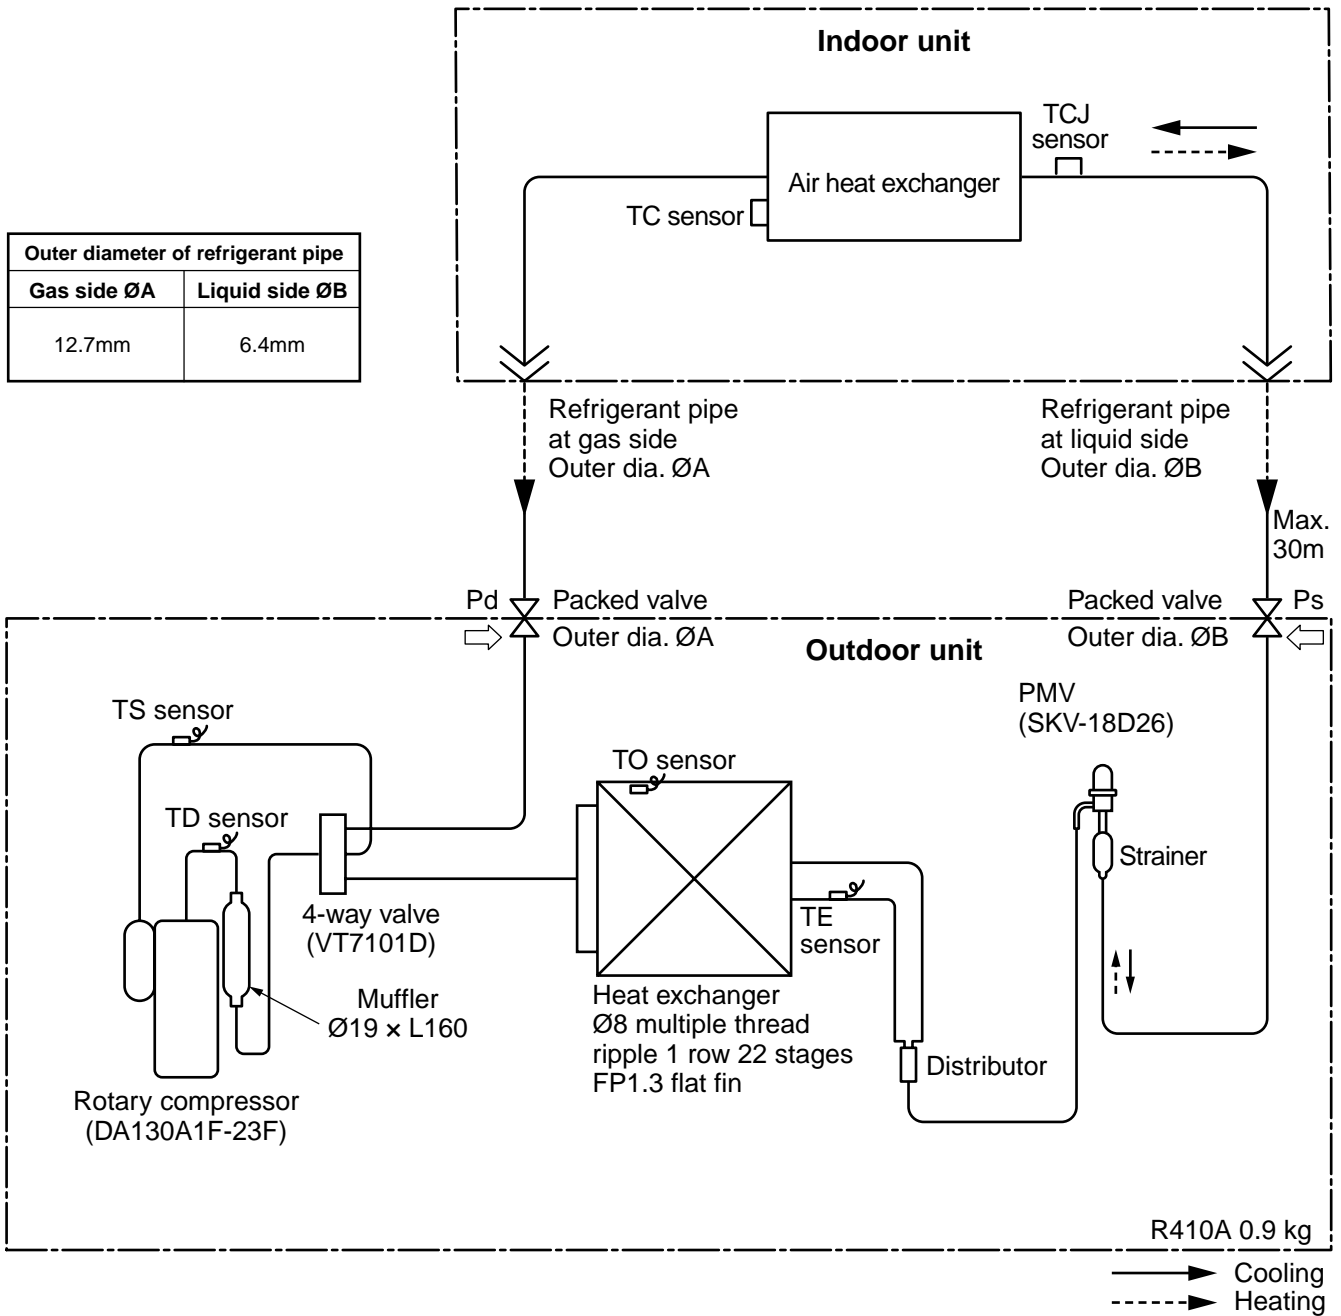 Indoor unit
TCJ
sensor
Air heat exchanger
TC sensor
Outer diameter of refrigerant pipe
Gas side ØA
Liquid side ØB
12.7mm
6.4mm
Refrigerant pipe
at gas side
Outer dia. ØA
Refrigerant pipe
at liquid side
Outer dia. ØB
Max.
30m
Pd
Packed valve
Outer dia. ØA
Packed valve
Outer dia. ØB
Ps
Outdoor unit
PMV
(SKV-18D26)
TS sensor
TO sensor
TD sensor
Strainer
4-way valve
(VT7101D)
TE
sensor
Muffler
Ø19 × L160
Heat exchanger
Ø8 multiple thread
ripple 1 row 22 stages
FP1.3 flat fin
Distributor
Rotary compressor
(DA130A1F-23F)
R410A 0.9 kg
Cooling
Heating